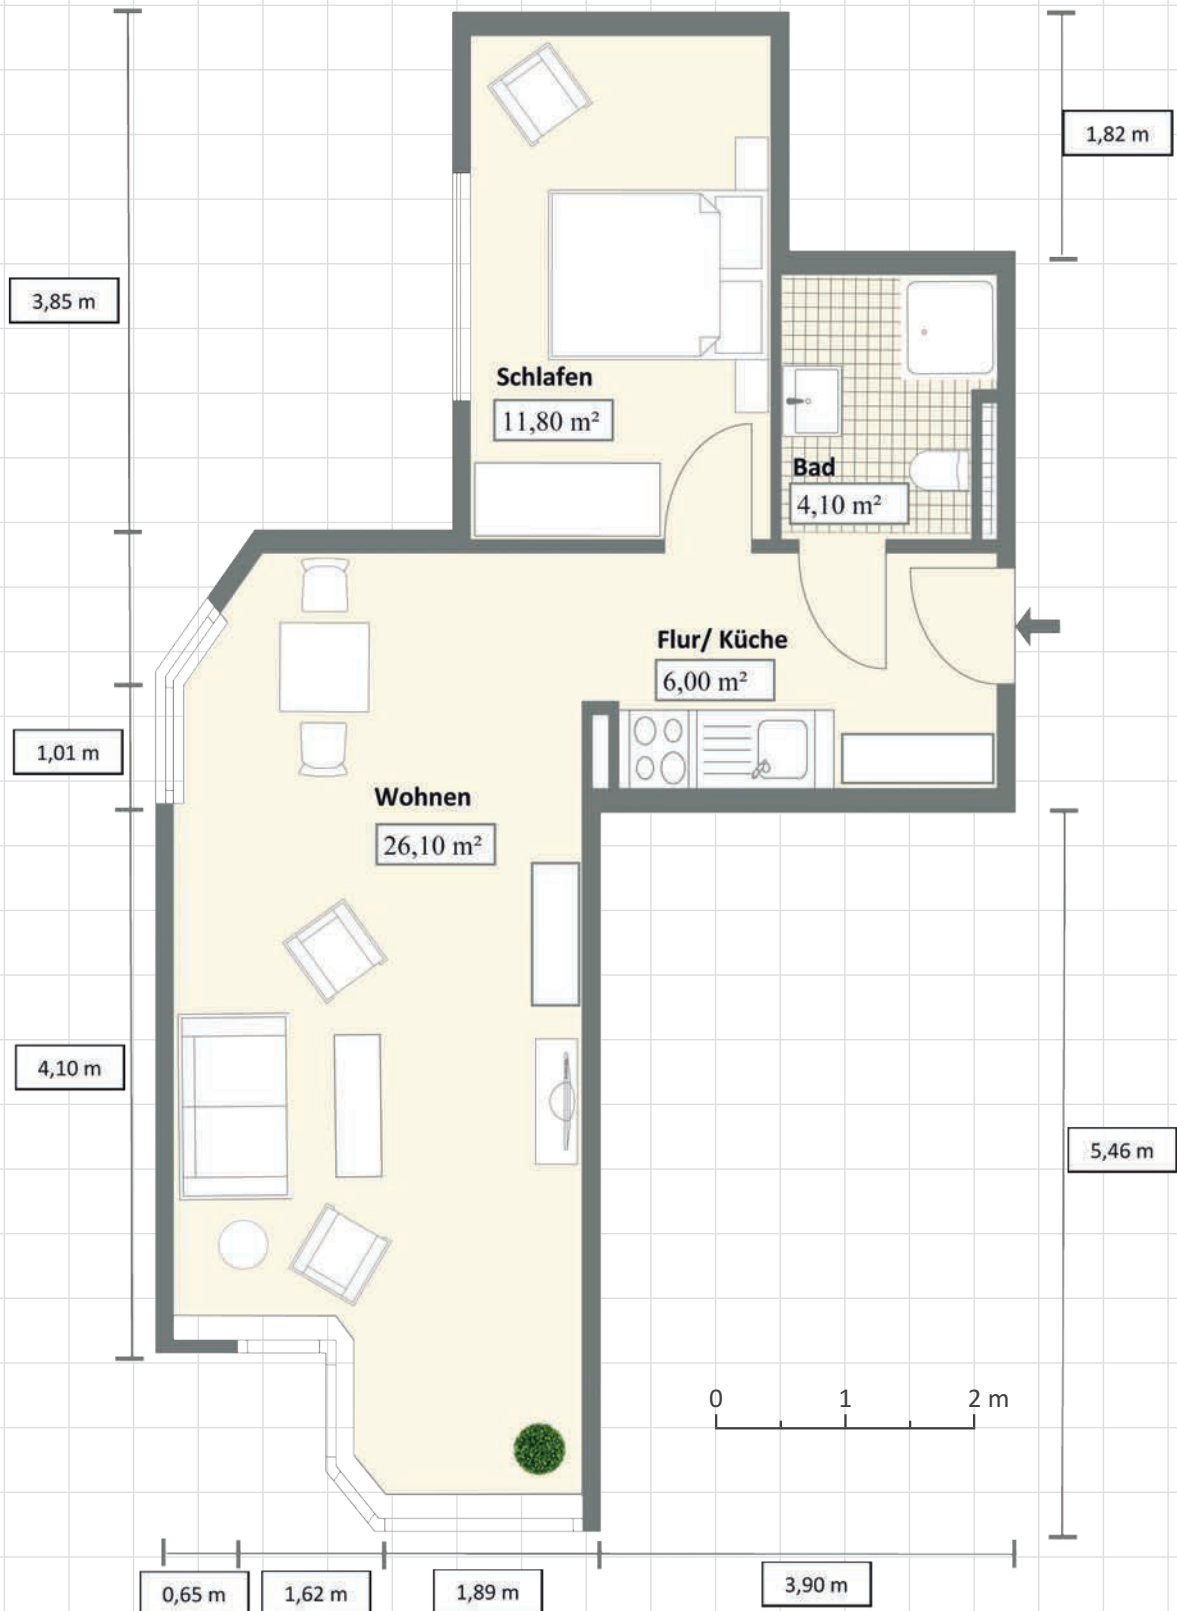 1,82 m
3,85 m
Schlafen
11,80 m²
Bad
4,10 m²
Flur/ Küche
6,00 m²
1,01 m
Wohnen
26,10 m²
4,10 m
5,46 m
0 1 2 m
0,65 m 1,62 m 1,89 m 3,90 m